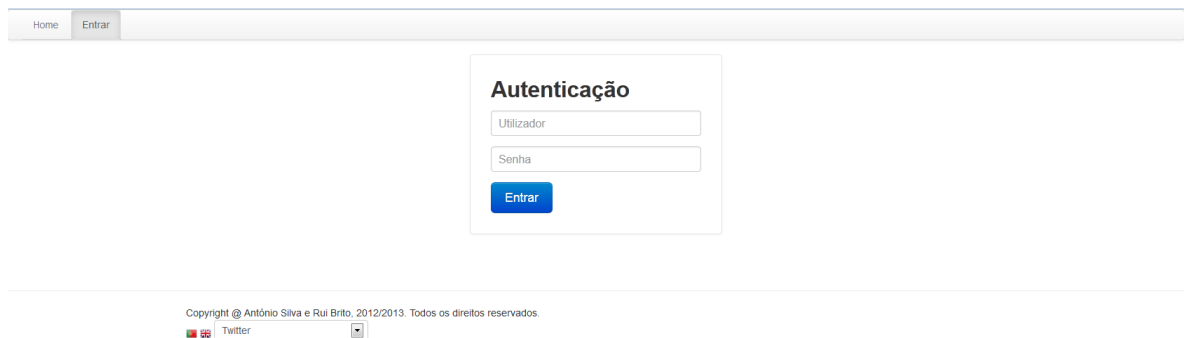 Home Entrar
Autenticação
Utilizador
Senha
Entrar
Copyright @ António Silva e Rui Brito, 2012/2013. Todos os direitos reservados.
Twitter